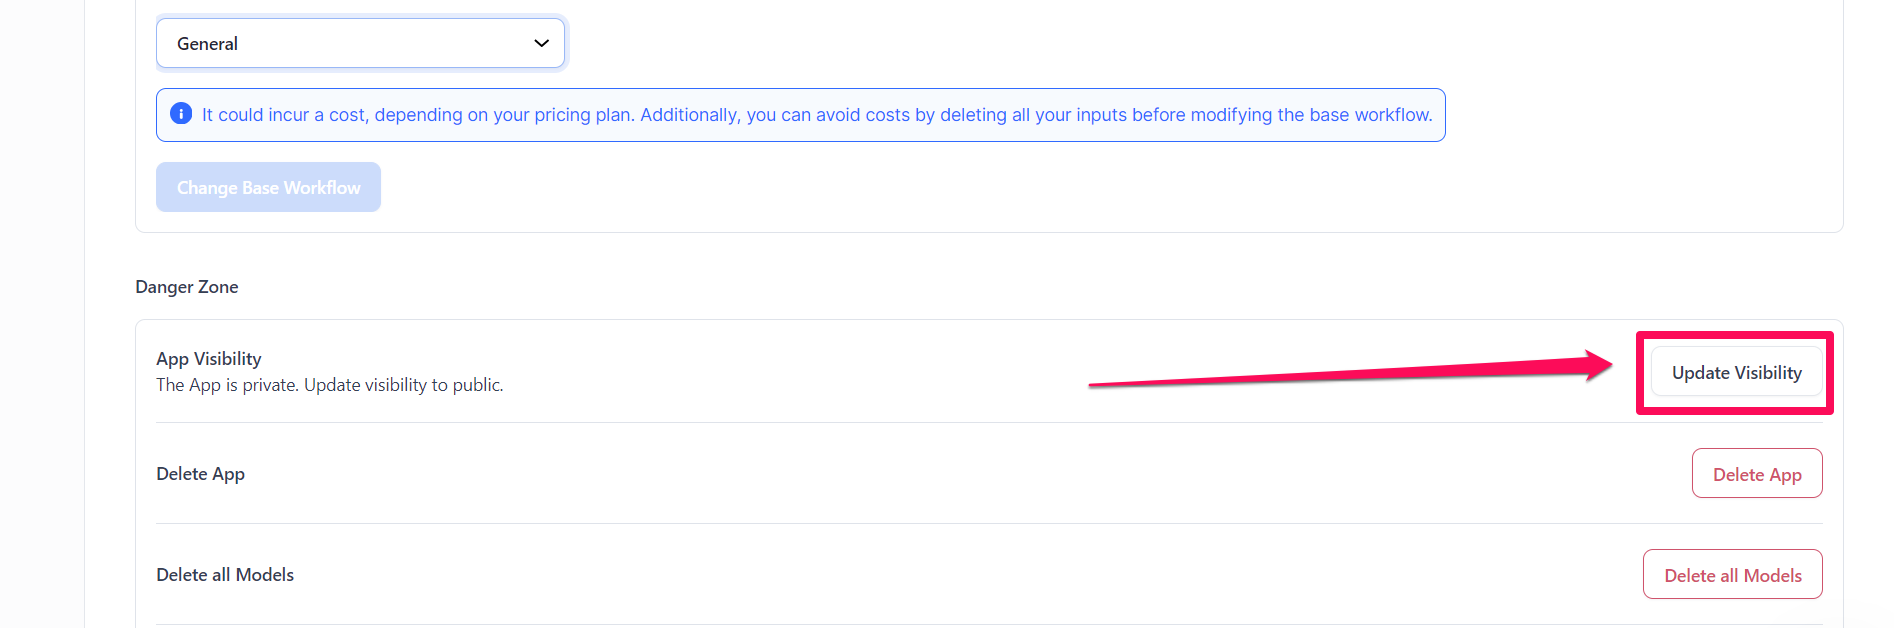 General
It could incur a cost, depending on your pricing plan. Additionally, you can avoid costs by deleting all your inputs before modifying the base workflow.
Change Base Workflow
Danger Zone
App Visibility
The App is private. Update visibility to public.
Update Visibility
Delete App
Delete App
Delete all Models
Delete all Models